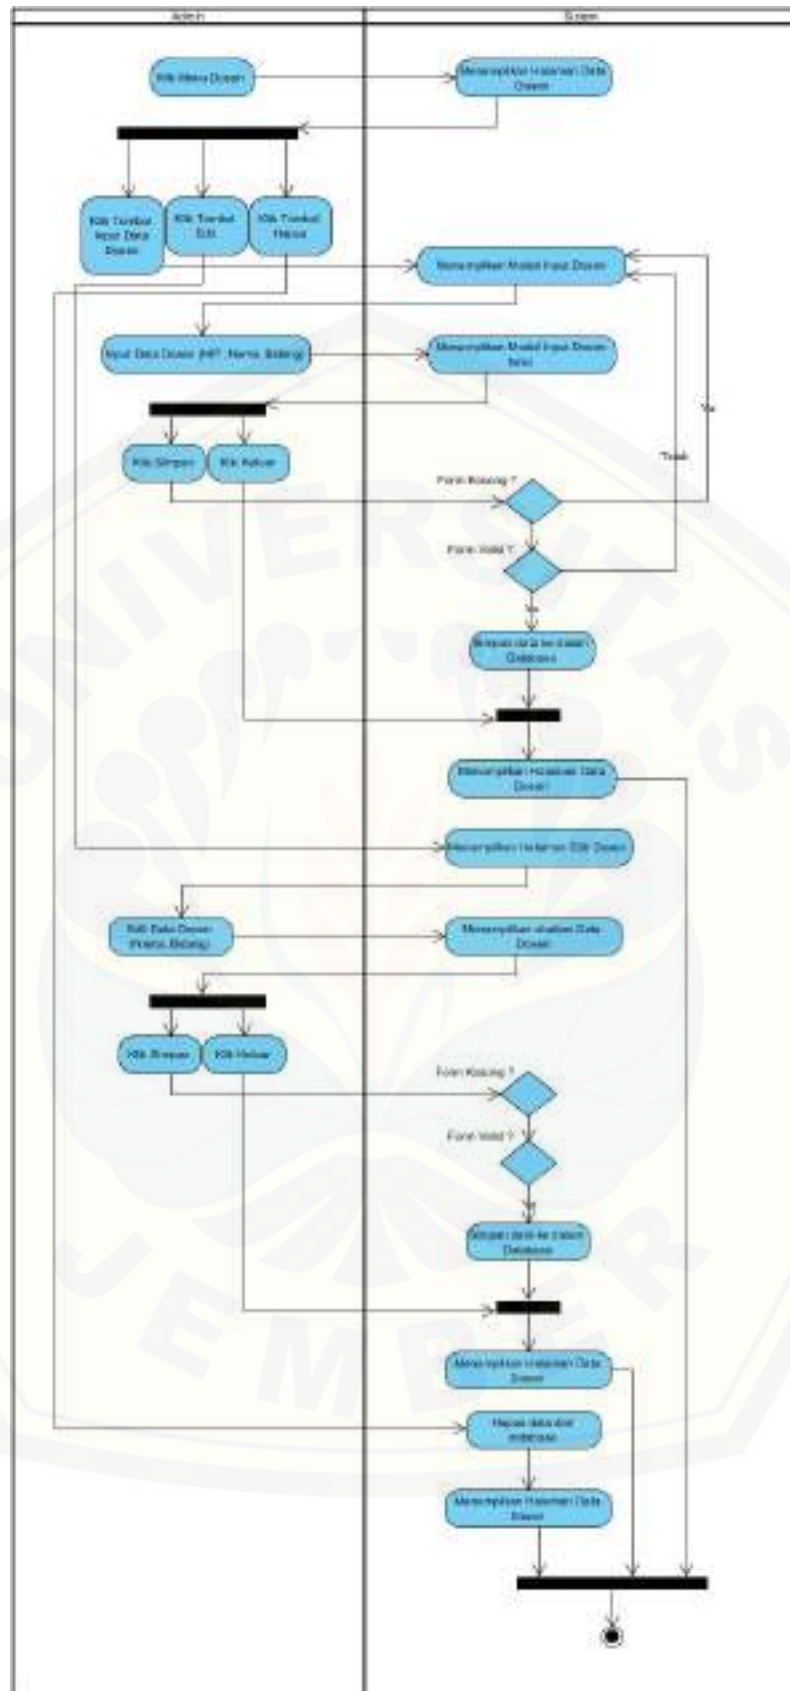 Admin
Sistem
Klik Menu Dosen
Menampilkan Halaman Data
Dosen
Klik Tombol
Input Data
Dosen
Klik Tombol
Edit
Klik Tombol
Hapus
Menampilkan Modal Input Dosen
Input Data Dosen (NIP, Nama, Bidang)
Menampilkan Modal Input Dosen
Ya
Tidak
Klik Simpan
Klik Keluar
Form Kosong ?
Form Valid ?
Ya
Simpan data ke dalam
Database
Menampilkan Halaman Data
Dosen
Menampilkan Halaman Edit Dosen
Edit Data Dosen
(Nama, Bidang)
Menampilkan ubahan Data
Dosen
Klik Simpan
Klik Keluar
Form Kosong ?
Form Valid ?
Simpan data ke dalam
Database
Menampilkan Halaman Data
Dosen
Hapus data dari
database
Menampilkan Halaman Data
Dosen
UNIVERSITAS
JEMBER